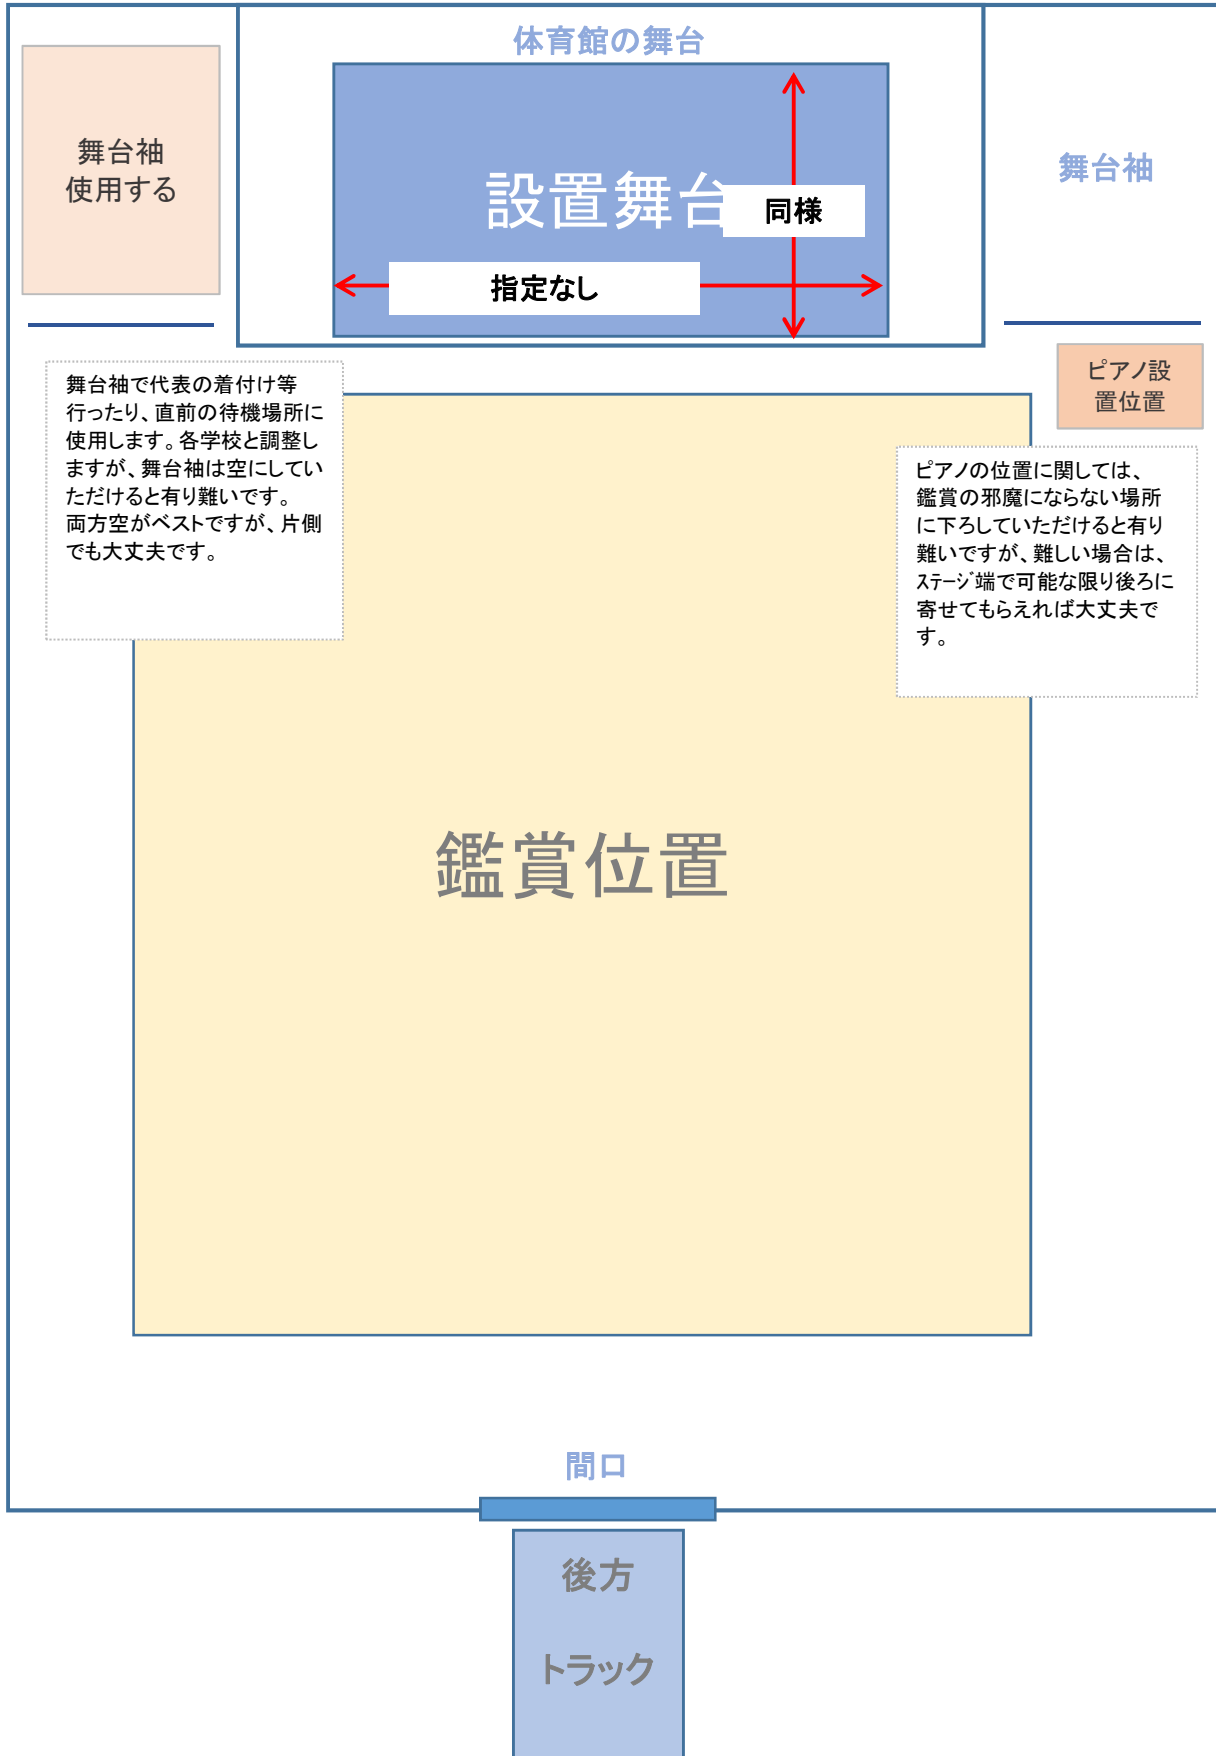 体育館の舞台
舞台袖
使用する
設置舞台
同様
指定なし
舞台袖
ピアノ設
置位置
舞台袖で代表の着付け等
行ったり、直前の待機場所に
使用します。各学校と調整し
ますが、舞台袖は空にしてい
ただけると有り難いです。
両方空がベストですが、片側
でも大丈夫です。
ピアノの位置に関しては、
鑑賞の邪魔にならない場所
に下ろしていただけると有り
難いですが、難しい場合は、
ｽﾃｰｼﾞ端で可能な限り後ろに
寄せてもらえれば大丈夫で
す。
鑑賞位置
間口
後方
トラック